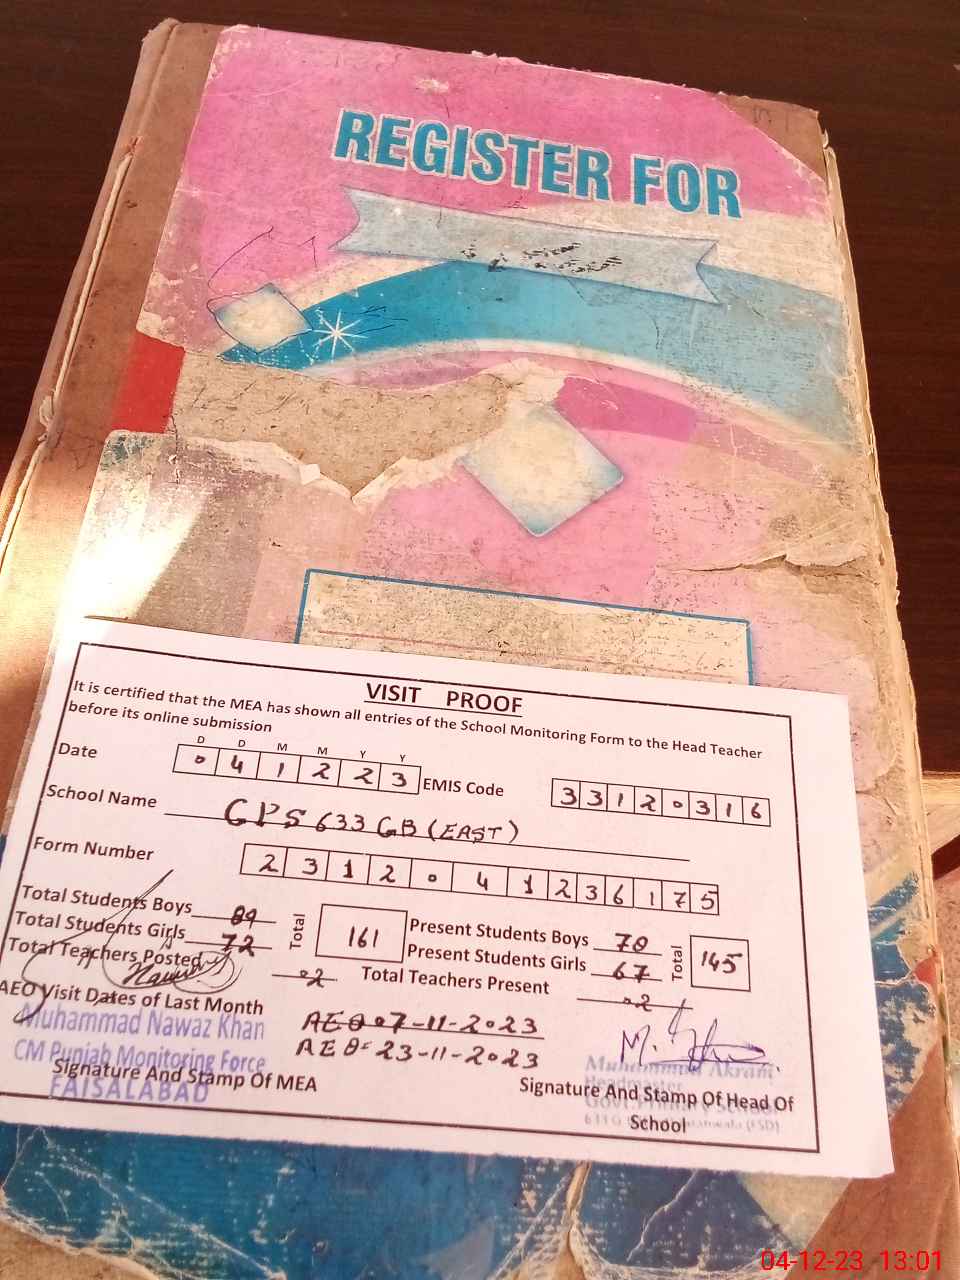 REGISTER FOR
VISIT PROOF
It is certified that the MEA has shown all entries of the School Monitoring Form to the Head Teacher
before its online submission
D D M M Y Y
Date 0 4 1 2 2 3 EMIS Code 3 3 1 2 0 3 1 6
School Name GPS 633 GB (EAST)
Form Number 2 3 1 2 0 4 1 2 3 6 1 7 5
Total Students Boys 89 Total 161 Present Students Boys 78 Total 145
Total Students Girls 72 Present Students Girls 67
Total Teachers Posted 02 Total Teachers Present 02
AEO Visit Dates of Last Month AEO 07-11-2023
AEO= 23-11-2023
Muhammad Nawaz Khan
CM Punjab Monitoring Force
FAISALABAD
Signature And Stamp Of MEA
Muhammad Akram
Headmaster
Govt. Primary School
Signature And Stamp Of Head Of
School
04-12-23 13:01